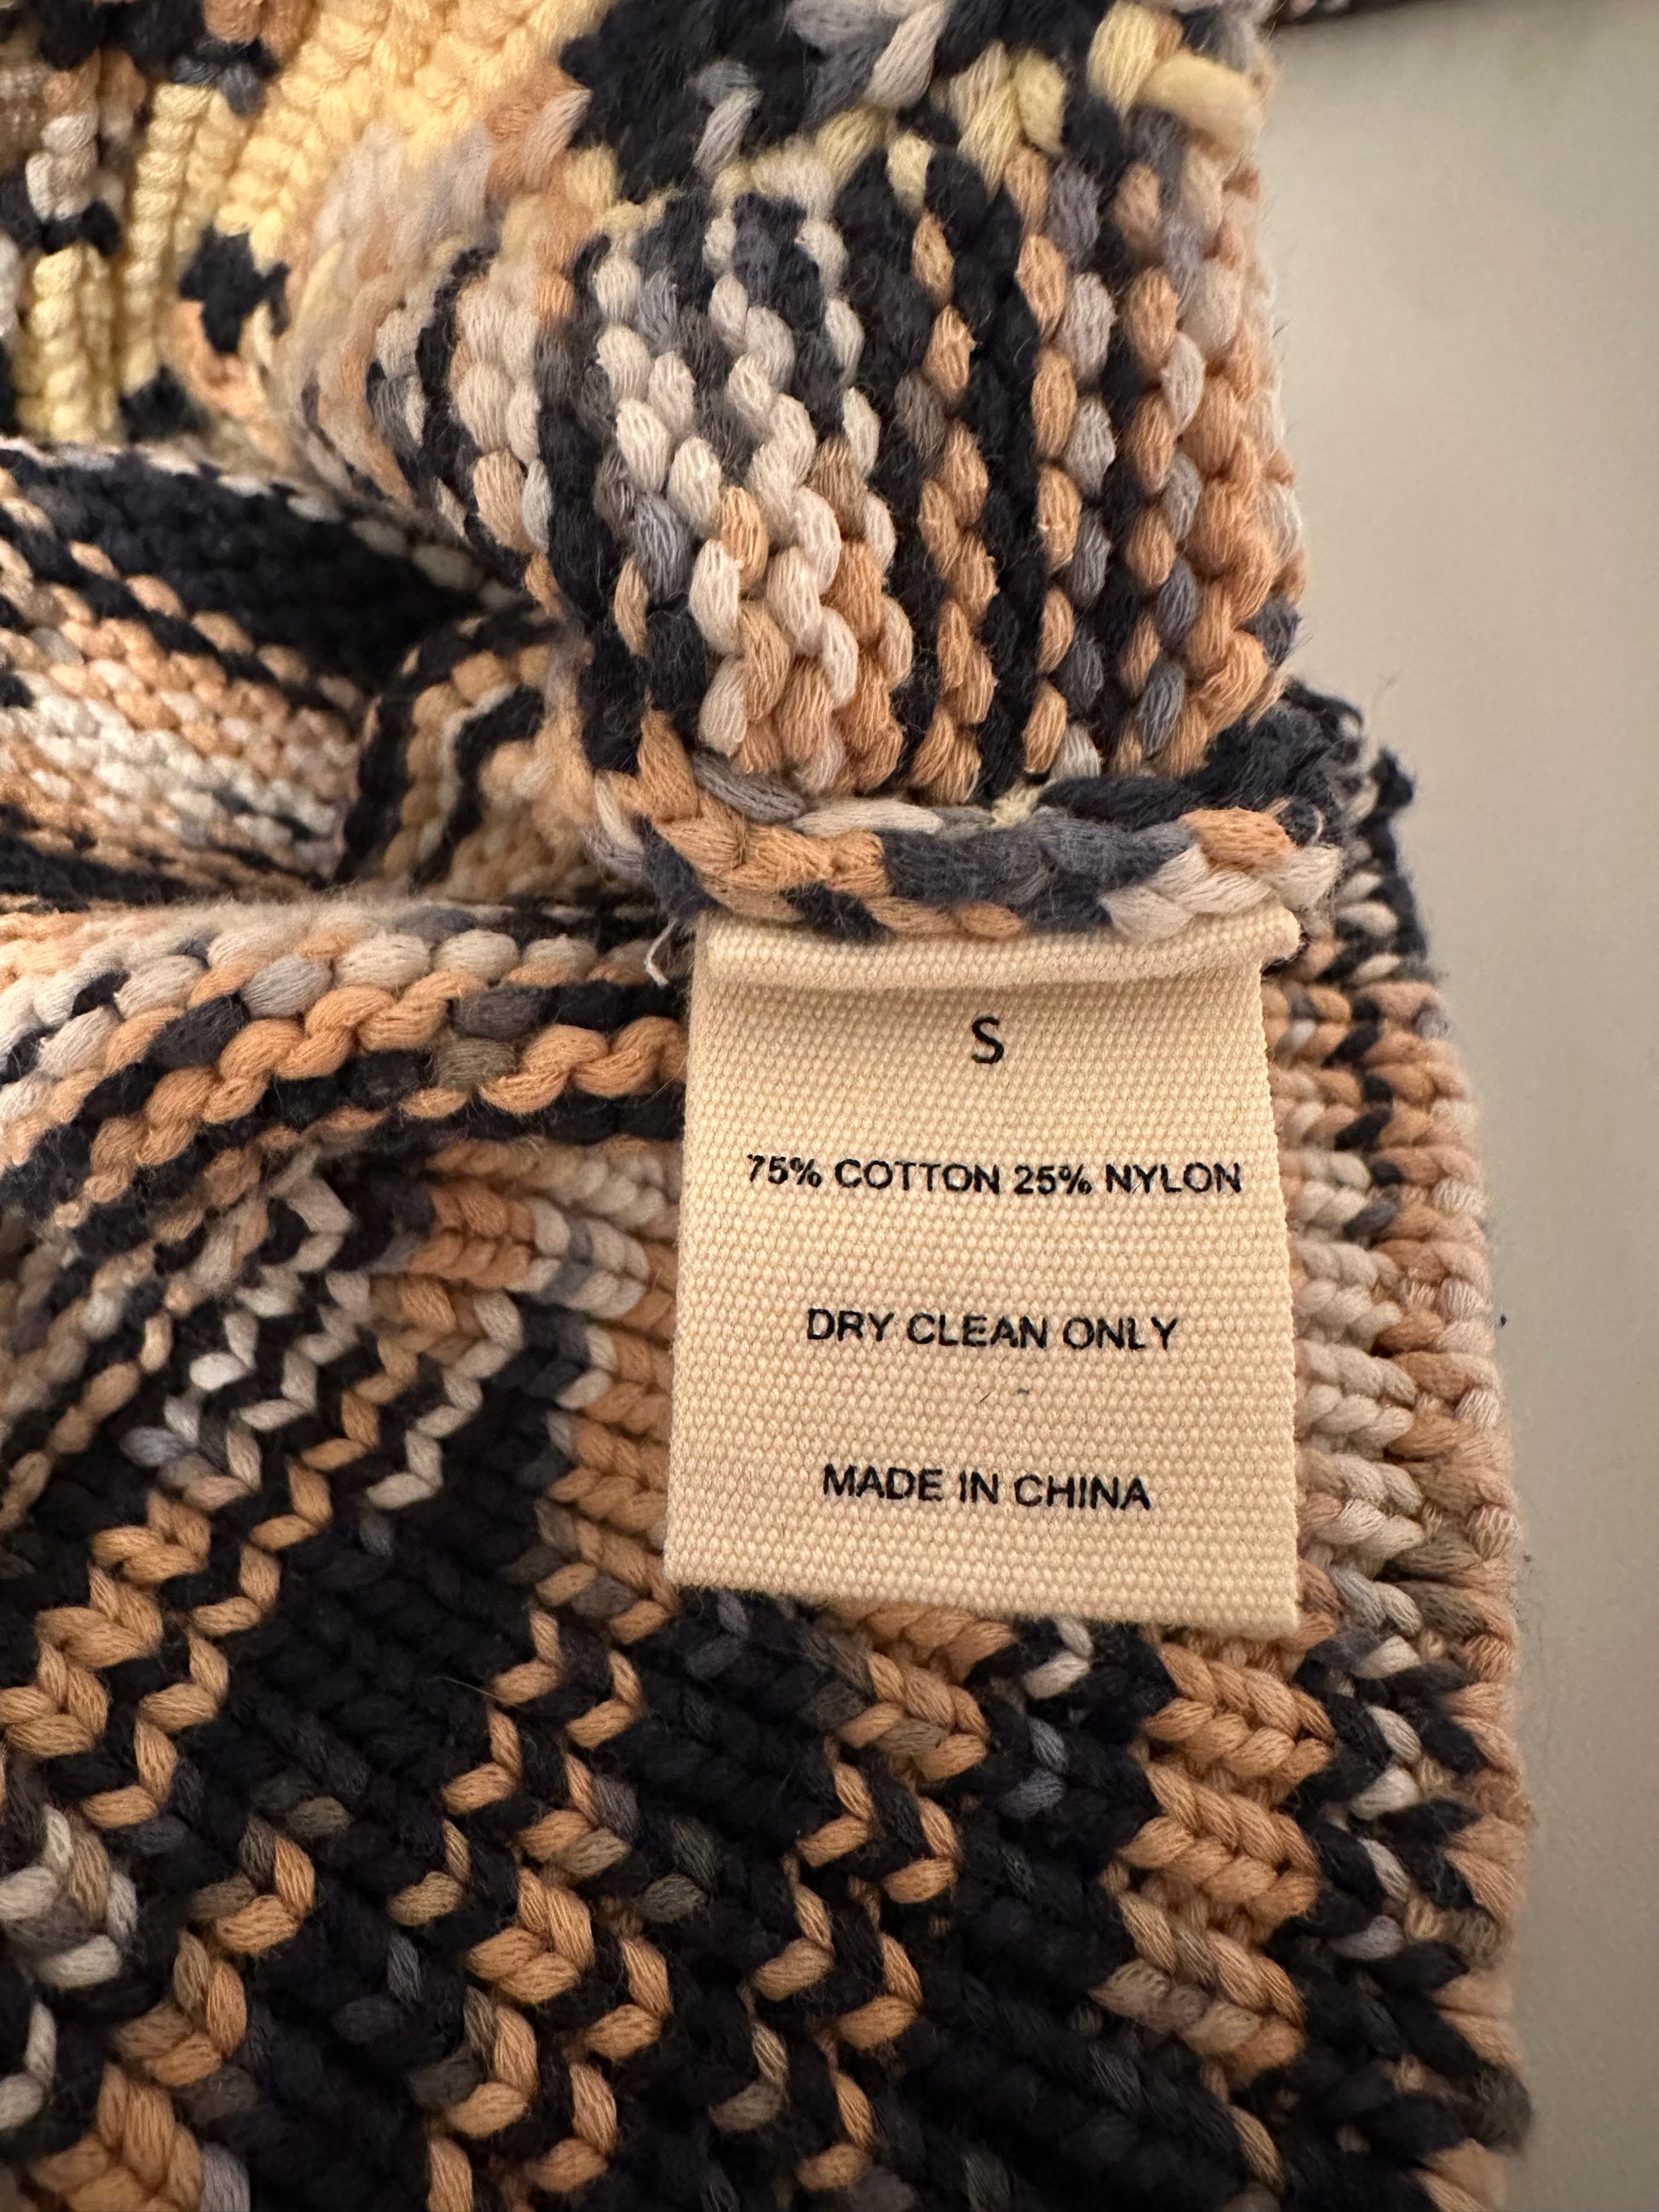 S
75% COTTON 25% NYLON
DRY CLEAN ONLY
MADE IN CHINA